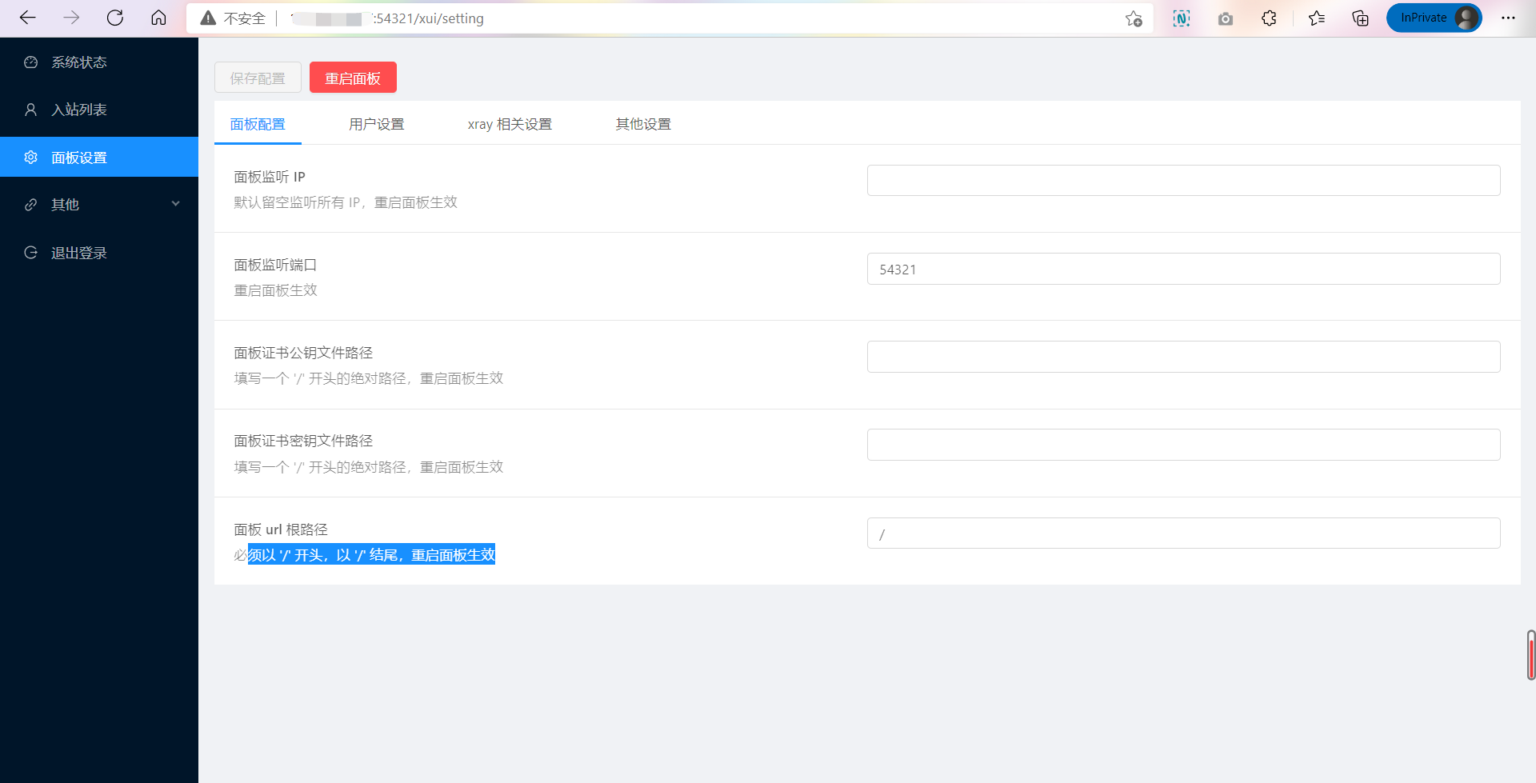 不安全 :54321/xui/setting InPrivate
系统状态
入站列表
面板设置
其他
退出登录
保存配置 重启面板
面板配置 用户设置 xray 相关设置 其他设置
面板监听 IP
默认留空监听所有 IP，重启面板生效
面板监听端口
重启面板生效
54321
面板证书公钥文件路径
填写一个 '/' 开头的绝对路径，重启面板生效
面板证书密钥文件路径
填写一个 '/' 开头的绝对路径，重启面板生效
面板 url 根路径
必须以 '/' 开头，以 '/' 结尾，重启面板生效
/